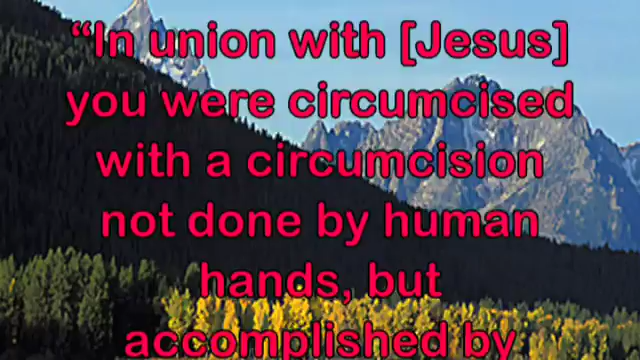 “In union with [Jesus]
you were circumcised
with a circumcision
not done by human
hands, but
accomplished by